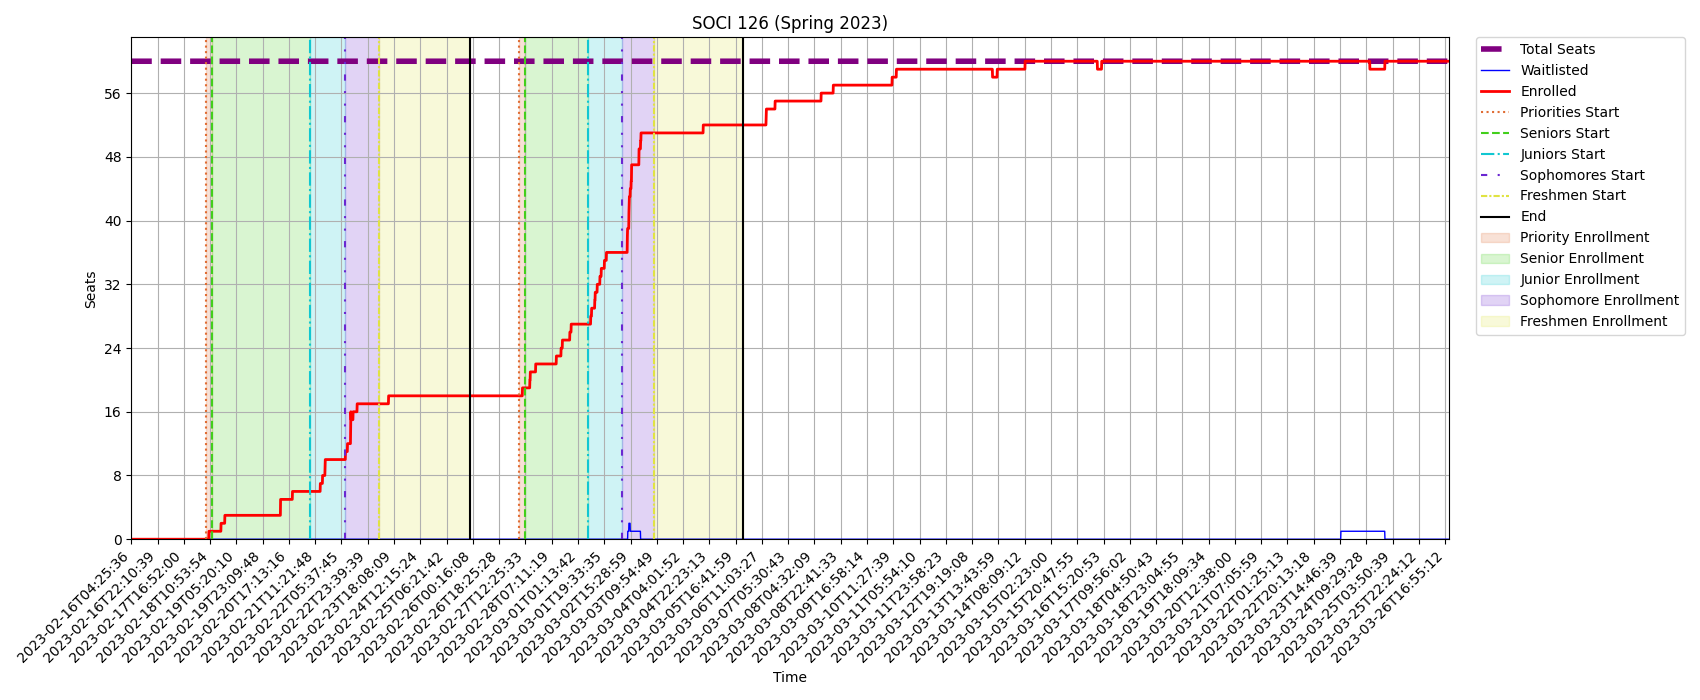 SOCI 126 (Spring 2023)
Total Seats
Waitlisted
Enrolled
Priorities Start
Seniors Start
Juniors Start
Sophomores Start
Freshmen Start
End
Priority Enrollment
Senior Enrollment
Junior Enrollment
Sophomore Enrollment
Freshmen Enrollment
Seats
56
48
40
32
24
16
8
0
2023-02-16T04:25:36
2023-02-16T22:10:39
2023-02-17T16:52:00
2023-02-18T10:53:54
2023-02-19T05:20:16
2023-02-19T23:09:48
2023-02-20T17:13:16
2023-02-21T11:21:48
2023-02-22T05:37:45
2023-02-22T23:39:39
2023-02-23T18:08:09
2023-02-24T12:15:24
2023-02-25T06:21:42
2023-02-26T00:16:08
2023-02-26T18:25:28
2023-02-27T12:25:33
2023-02-28T07:11:19
2023-03-01T01:13:42
2023-03-01T19:33:35
2023-03-02T15:28:59
2023-03-03T09:54:49
2023-03-04T04:01:52
2023-03-04T22:23:13
2023-03-05T16:41:59
2023-03-06T11:03:27
2023-03-07T05:30:43
2023-03-08T04:32:09
2023-03-08T22:41:33
2023-03-09T16:58:14
2023-03-10T11:27:39
2023-03-11T05:54:10
2023-03-11T23:58:23
2023-03-12T19:19:08
2023-03-13T13:43:59
2023-03-14T08:09:12
2023-03-15T02:23:00
2023-03-15T20:47:55
2023-03-16T15:20:53
2023-03-17T09:56:02
2023-03-18T04:50:43
2023-03-18T23:04:55
2023-03-19T18:09:34
2023-03-20T12:38:00
2023-03-21T07:05:59
2023-03-22T01:25:13
2023-03-22T20:13:18
2023-03-23T14:46:39
2023-03-24T09:29:28
2023-03-25T03:50:39
2023-03-25T22:24:12
2023-03-26T16:55:12
Time